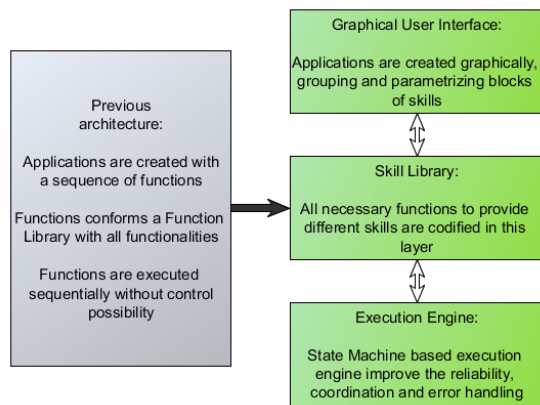 Previous
architecture:
Applications are created with
a sequence of functions
Functions conforms a Function
Library with all functionalities
Functions are executed
sequentially without control
possibility
Graphical User Interface:
Applications are created graphically,
grouping and parametrizing blocks
of skills
Skill Library:
All necessary functions to provide
different skills are codified in this
layer
Execution Engine:
State Machine based execution
engine improve the reliability,
coordination and error handling